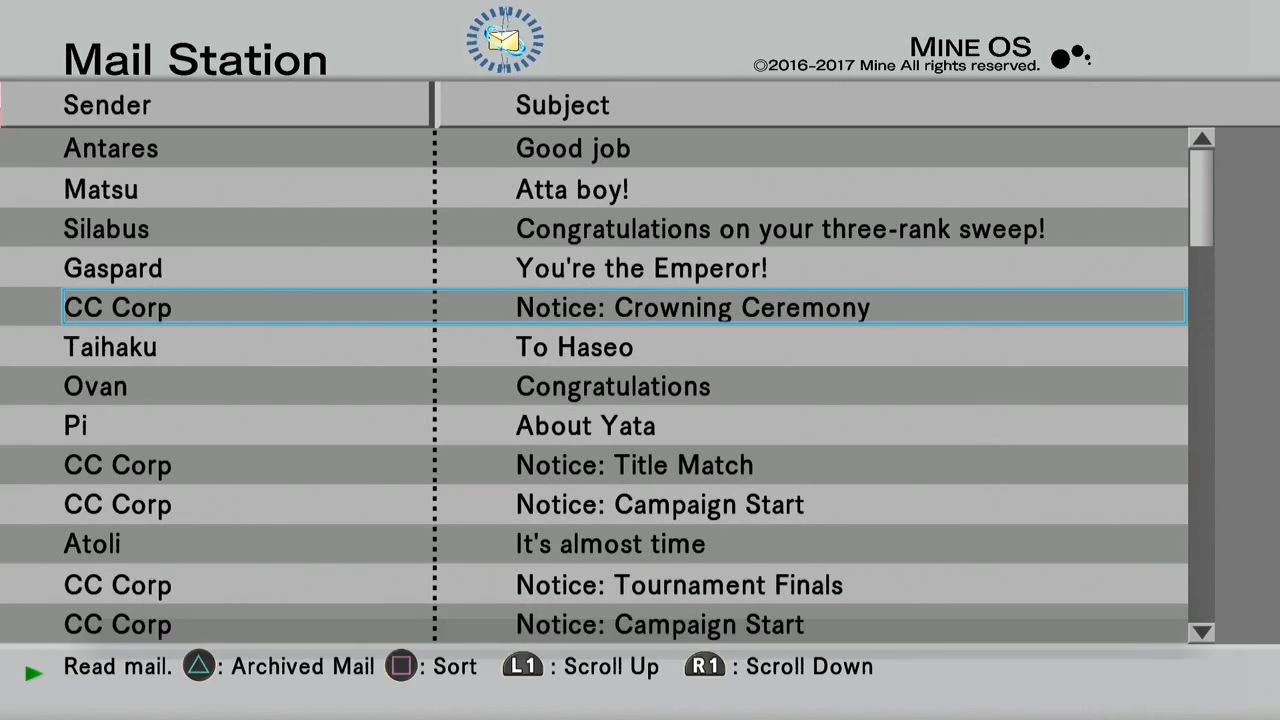 Mail Station
MINE OS
©2016-2017 Mine All rights reserved.
Sender Subject
Antares Good job
Matsu Atta boy!
Silabus Congratulations on your three-rank sweep!
Gaspard You're the Emperor!
CC Corp Notice: Crowning Ceremony
Taihaku To Haseo
Ovan Congratulations
Pi About Yata
CC Corp Notice: Title Match
CC Corp Notice: Campaign Start
Atoli It's almost time
CC Corp Notice: Tournament Finals
CC Corp Notice: Campaign Start
Read mail. : Archived Mail : Sort L1 : Scroll Up R1 : Scroll Down